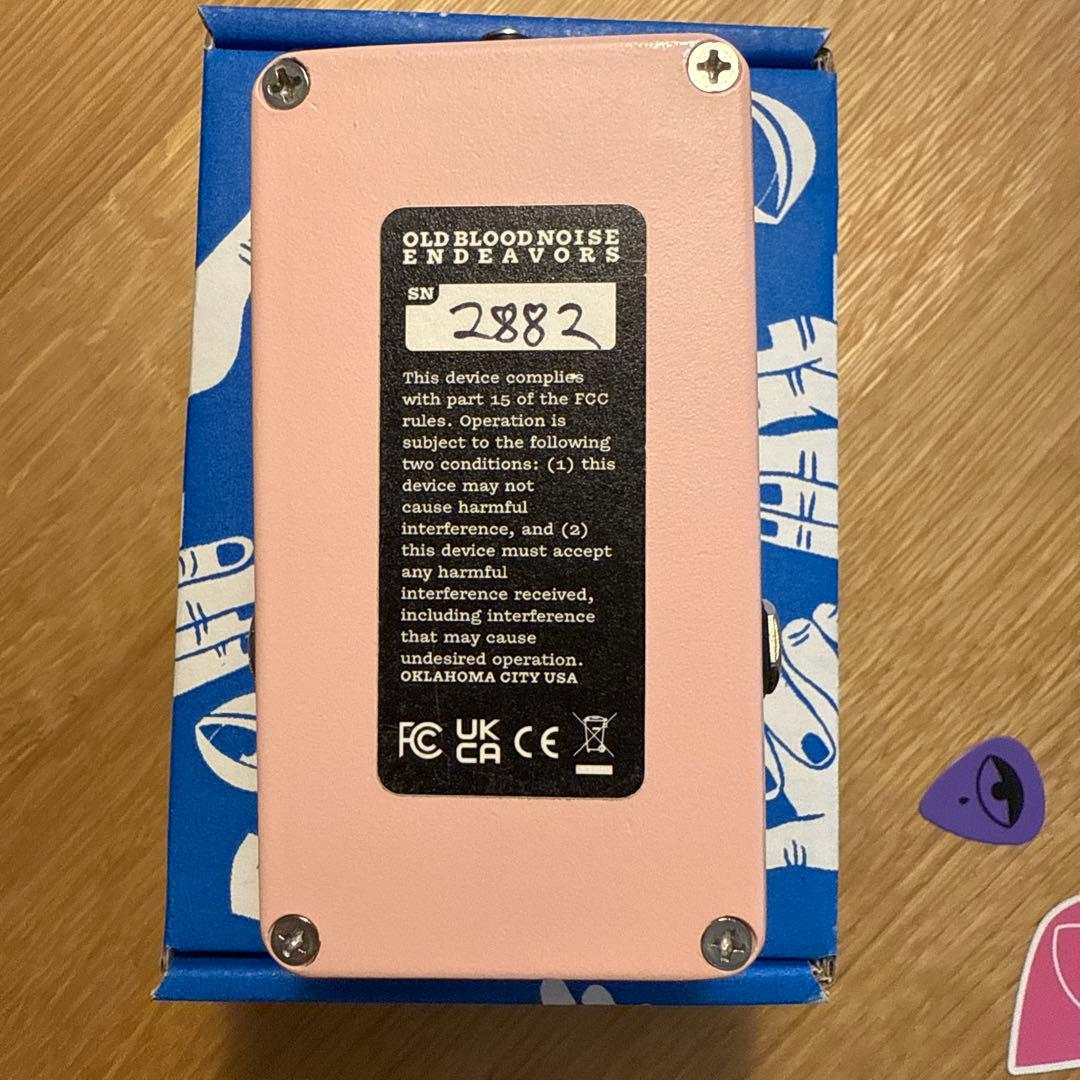 OLD BLOOD NOISE
ENDEAVORS
SN
2882
This device complies
with part 15 of the FCC
rules. Operation is
subject to the following
two conditions: (1) this
device may not
cause harmful
interference, and (2)
this device must accept
any harmful
interference received,
including interference
that may cause
undesired operation.
OKLAHOMA CITY USA
FC UK CA CE